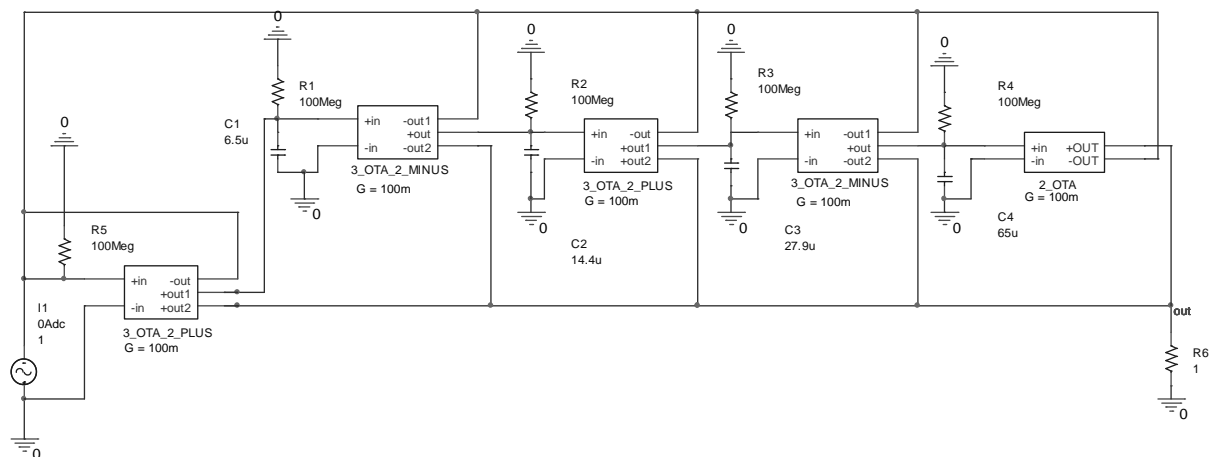 0
R1
100Meg
C1
6.5u
+in -out1
+out
-in -out2
3_OTA_2_MINUS
G = 100m
0
0
R2
100Meg
+in -out
+out1
-in +out2
3_OTA_2_PLUS
G = 100m
0
C2
14.4u
0
R3
100Meg
+in -out1
+out
-in -out2
3_OTA_2_MINUS
G = 100m
0
C3
27.9u
0
R4
100Meg
+in +OUT
-in -OUT
2_OTA
G = 100m
0
C4
65u
0
R5
100Meg
+in -out
+out1
-in +out2
3_OTA_2_PLUS
G = 100m
I1
0Adc
1
0
out
R6
1
0